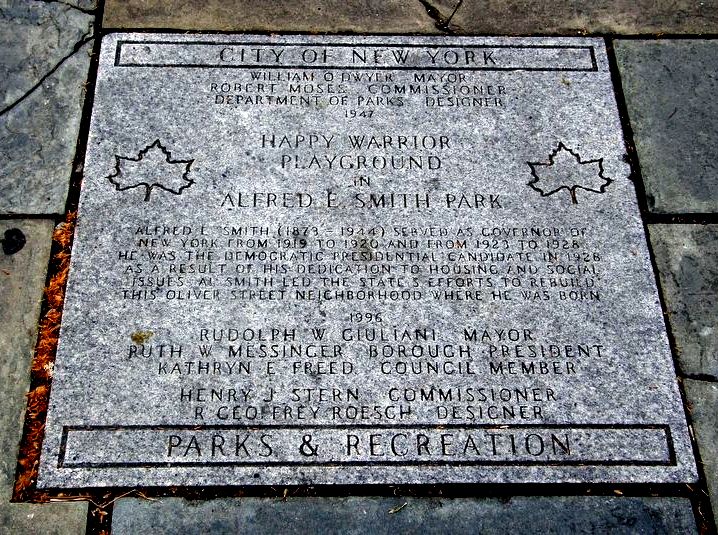 CITY OF NEW YORK
WILLIAM O'DWYER MAYOR
ROBERT MOSES COMMISSIONER
DEPARTMENT OF PARKS DESIGNER
1947
HAPPY WARRIOR
PLAYGROUND
IN
ALFRED E. SMITH PARK
ALFRED E. SMITH (1873 - 1944) SERVED AS GOVERNOR OF
NEW YORK FROM 1919 TO 1920 AND FROM 1923 TO 1928.
HE WAS THE DEMOCRATIC PRESIDENTIAL CANDIDATE IN 1928.
AS A RESULT OF HIS DEDICATION TO HOUSING AND SOCIAL
ISSUES, AL SMITH LED THE STATE'S EFFORTS TO REBUILD
THIS OLIVER STREET NEIGHBORHOOD WHERE HE WAS BORN.
1996
RUDOLPH W. GIULIANI MAYOR
RUTH W. MESSINGER BOROUGH PRESIDENT
KATHRYN E. FREED COUNCIL MEMBER
HENRY J. STERN COMMISSIONER
R. GEOFFREY ROESCH DESIGNER
PARKS & RECREATION